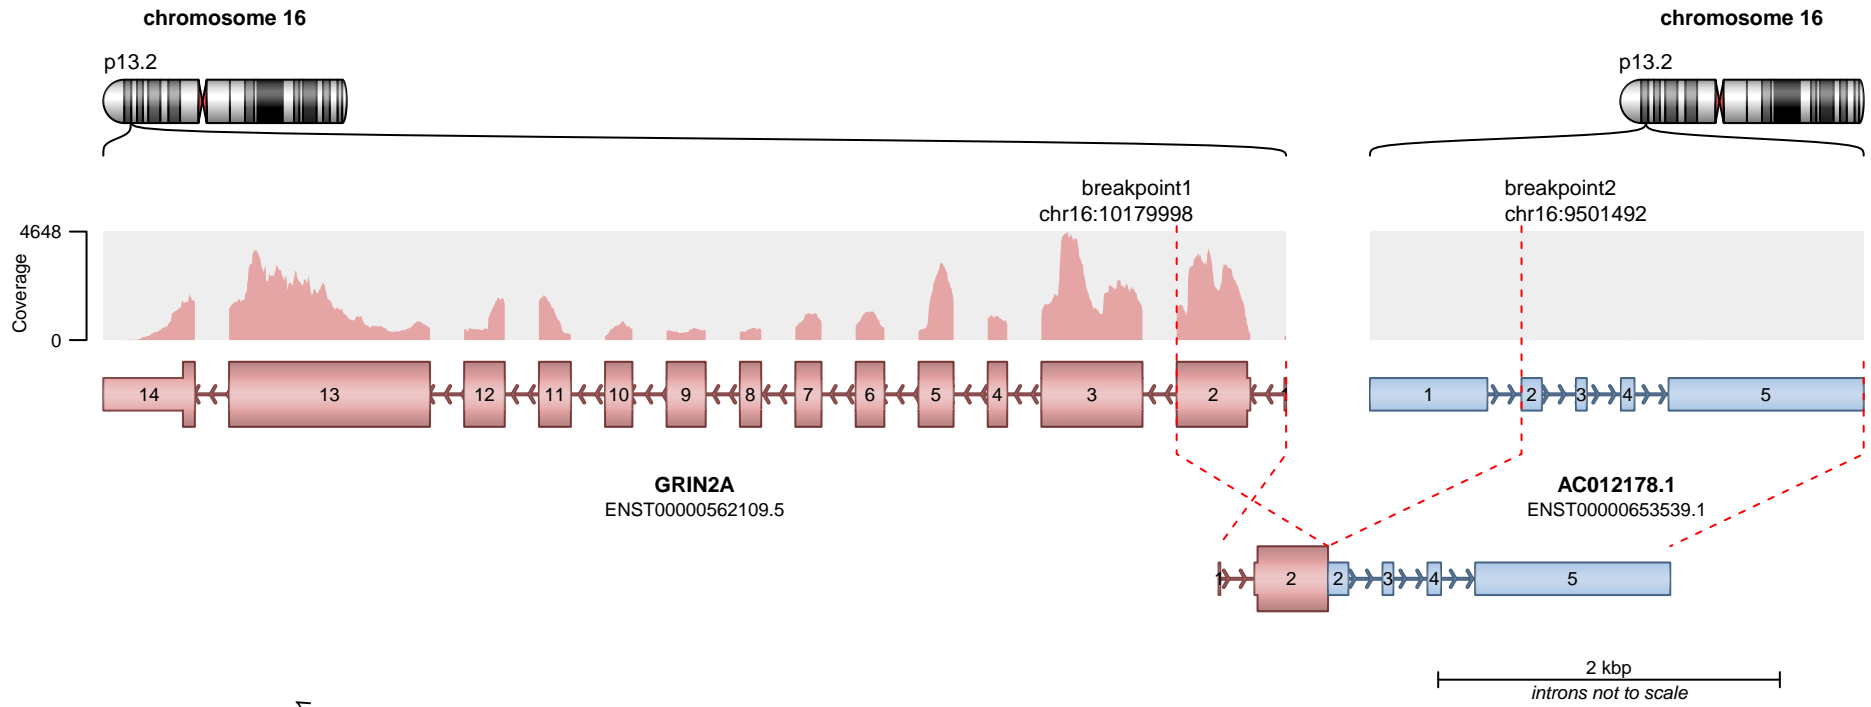 chromosome 16
chromosome 16
p13.2
p13.2
breakpoint1
chr16:10179998
breakpoint2
chr16:9501492
4648
Coverage
0
14 13 12 11 10 9 8 7 6 5 4 3 2 1
1 2 3 4 5
GRIN2A
ENST00000562109.5
AC012178.1
ENST00000653539.1
1 2 2 3 4 5
2 kbp
introns not to scale